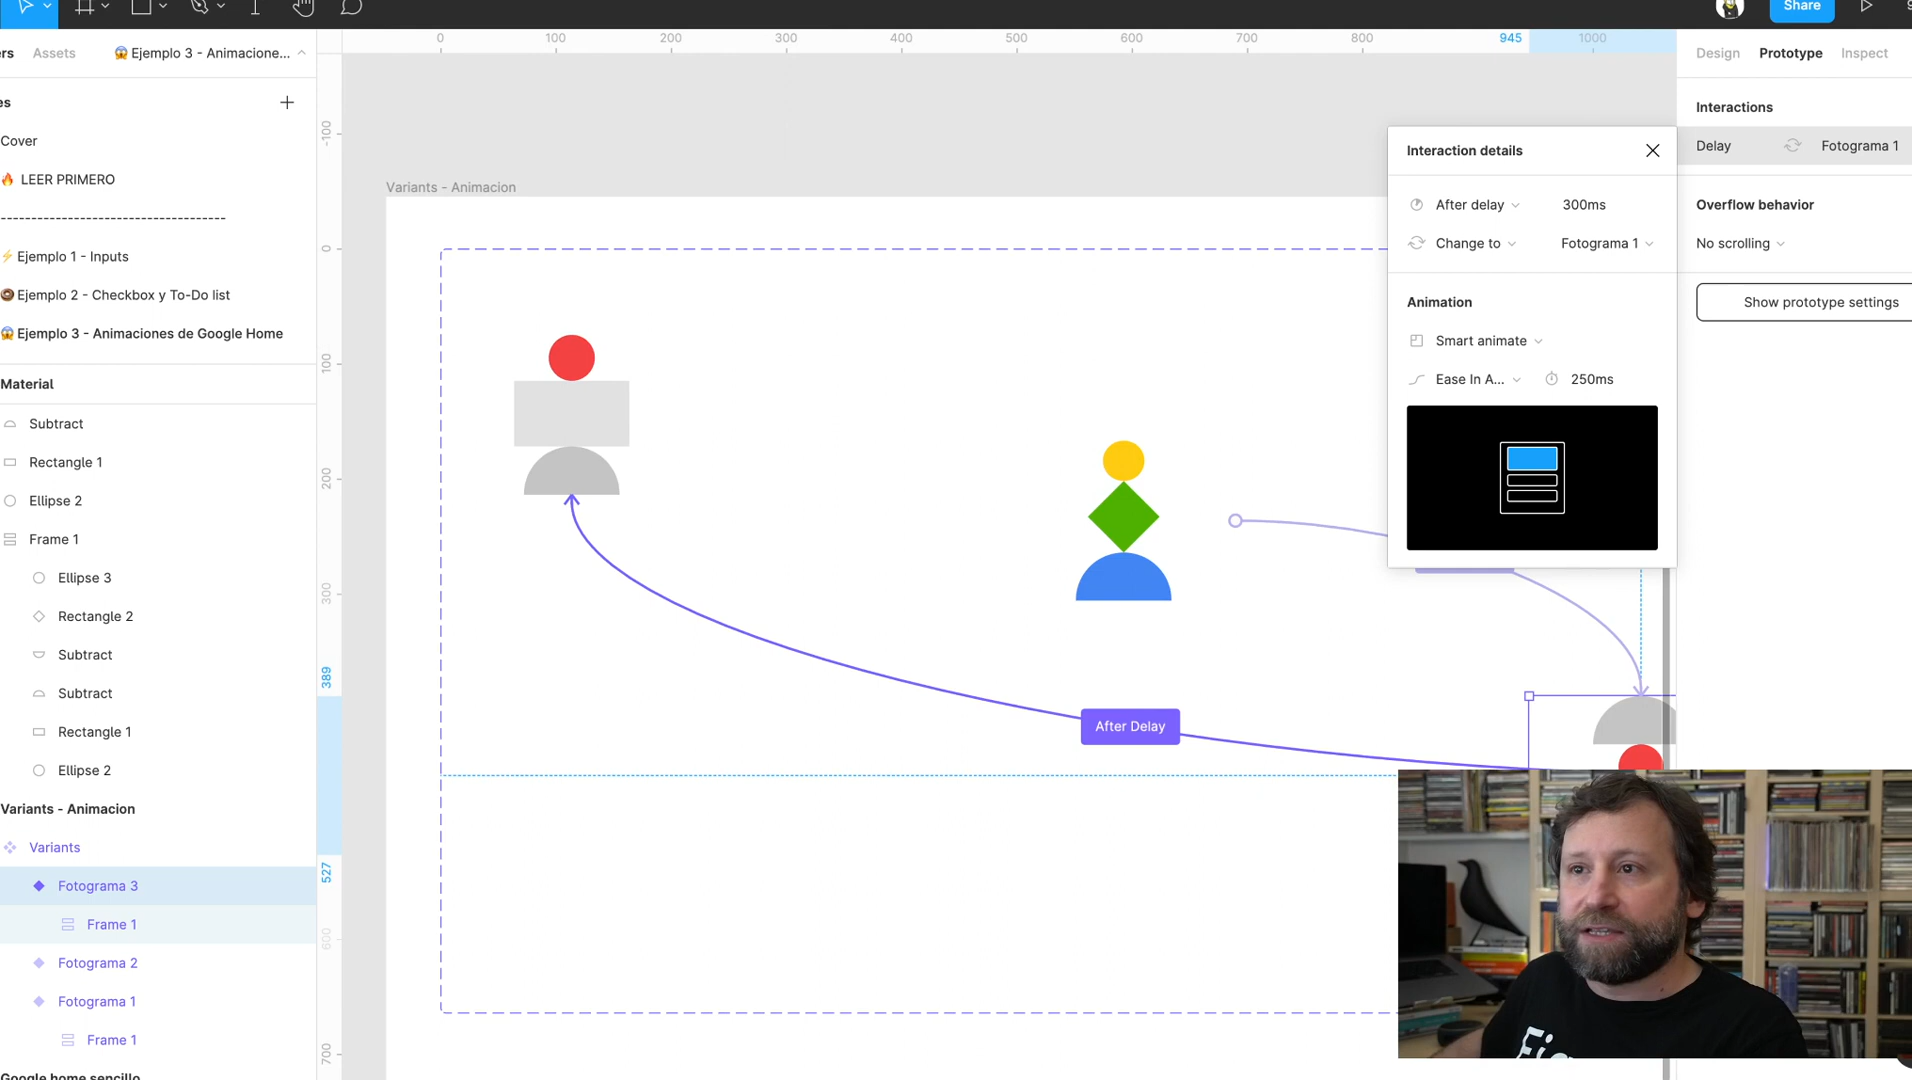 Share
ers
Assets
😱 Ejemplo 3 - Animacione...
0
100
200
300
400
500
600
700
800
945
1000
Design
Prototype
Inspect
es
Cover
🔥 LEER PRIMERO
-------------------------------------
⚡ Ejemplo 1 - Inputs
🍩 Ejemplo 2 - Checkbox y To-Do list
😱 Ejemplo 3 - Animaciones de Google Home
Material
Subtract
Rectangle 1
Ellipse 2
Frame 1
Ellipse 3
Rectangle 2
Subtract
Subtract
Rectangle 1
Ellipse 2
Variants - Animacion
Variants
Fotograma 3
Frame 1
Fotograma 2
Fotograma 1
Frame 1
Google home sencillo
-100
0
100
200
300
389
527
600
700
Variants - Animacion
After Delay
Interaction details
After delay
300ms
Change to
Fotograma 1
Animation
Smart animate
Ease In A...
250ms
Interactions
Delay
Fotograma 1
Overflow behavior
No scrolling
Show prototype settings